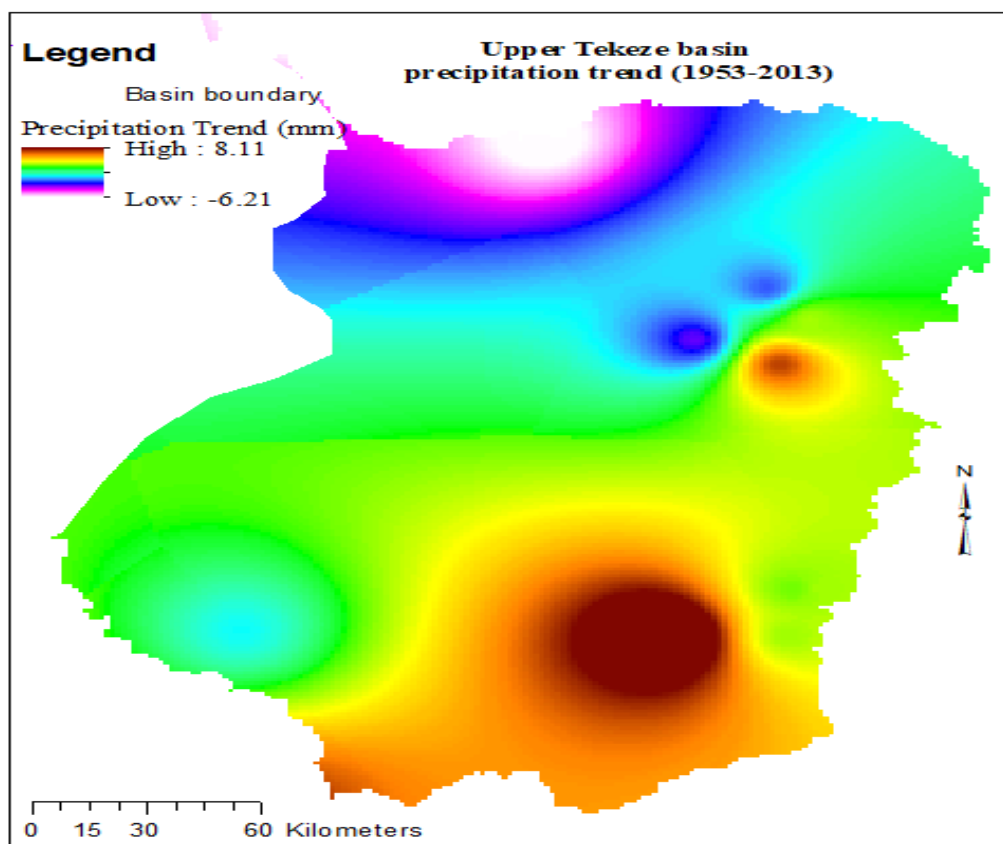 Legend
Upper Tekeze basin
precipitation trend (1953-2013)
Basin boundary
Precipitation Trend (mm)
High : 8.11
Low : -6.21
N
0 15 30 60 Kilometers